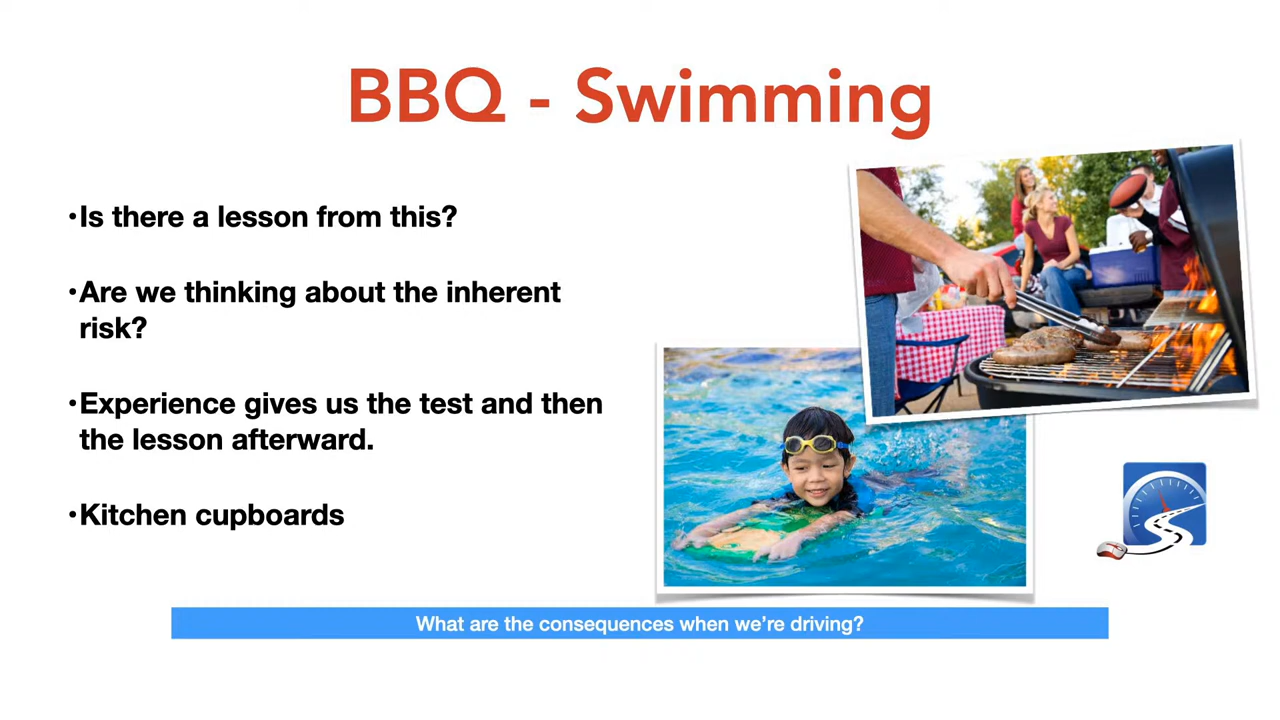 BBQ - Swimming
•Is there a lesson from this?
•Are we thinking about the inherent
risk?
•Experience gives us the test and then
the lesson afterward.
•Kitchen cupboards
What are the consequences when we’re driving?